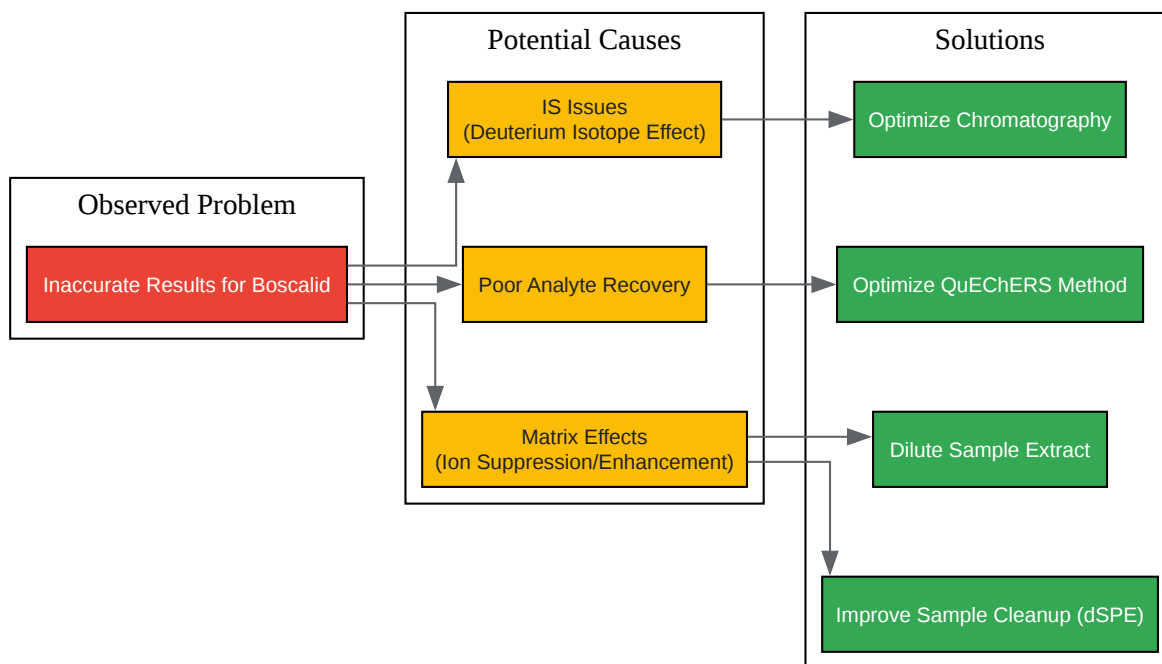 Observed Problem
Inaccurate Results for Boscalid
Potential Causes
IS Issues
(Deuterium Isotope Effect)
Poor Analyte Recovery
Matrix Effects
(Ion Suppression/Enhancement)
Solutions
Optimize Chromatography
Optimize QuEChERS Method
Dilute Sample Extract
Improve Sample Cleanup (dSPE)